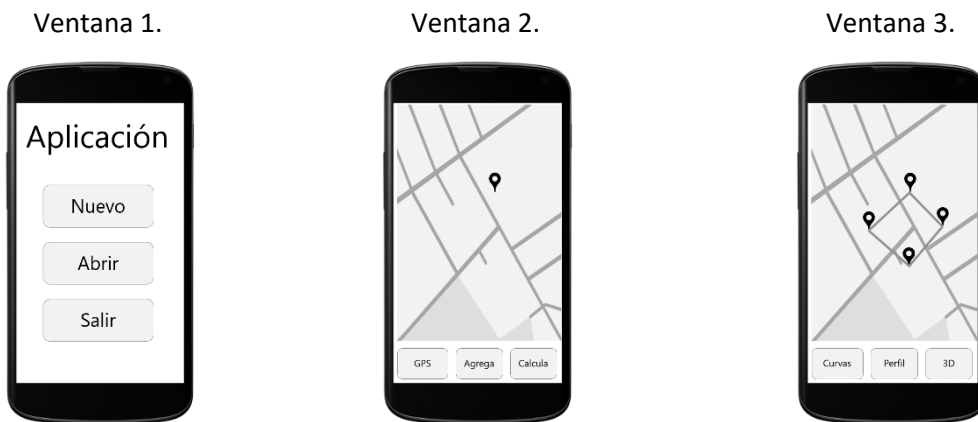 Ventana 1.
Ventana 2.
Ventana 3.
Aplicación
Nuevo
Abrir
Salir
GPS
Agrega
Calcula
Curvas
Perfil
3D